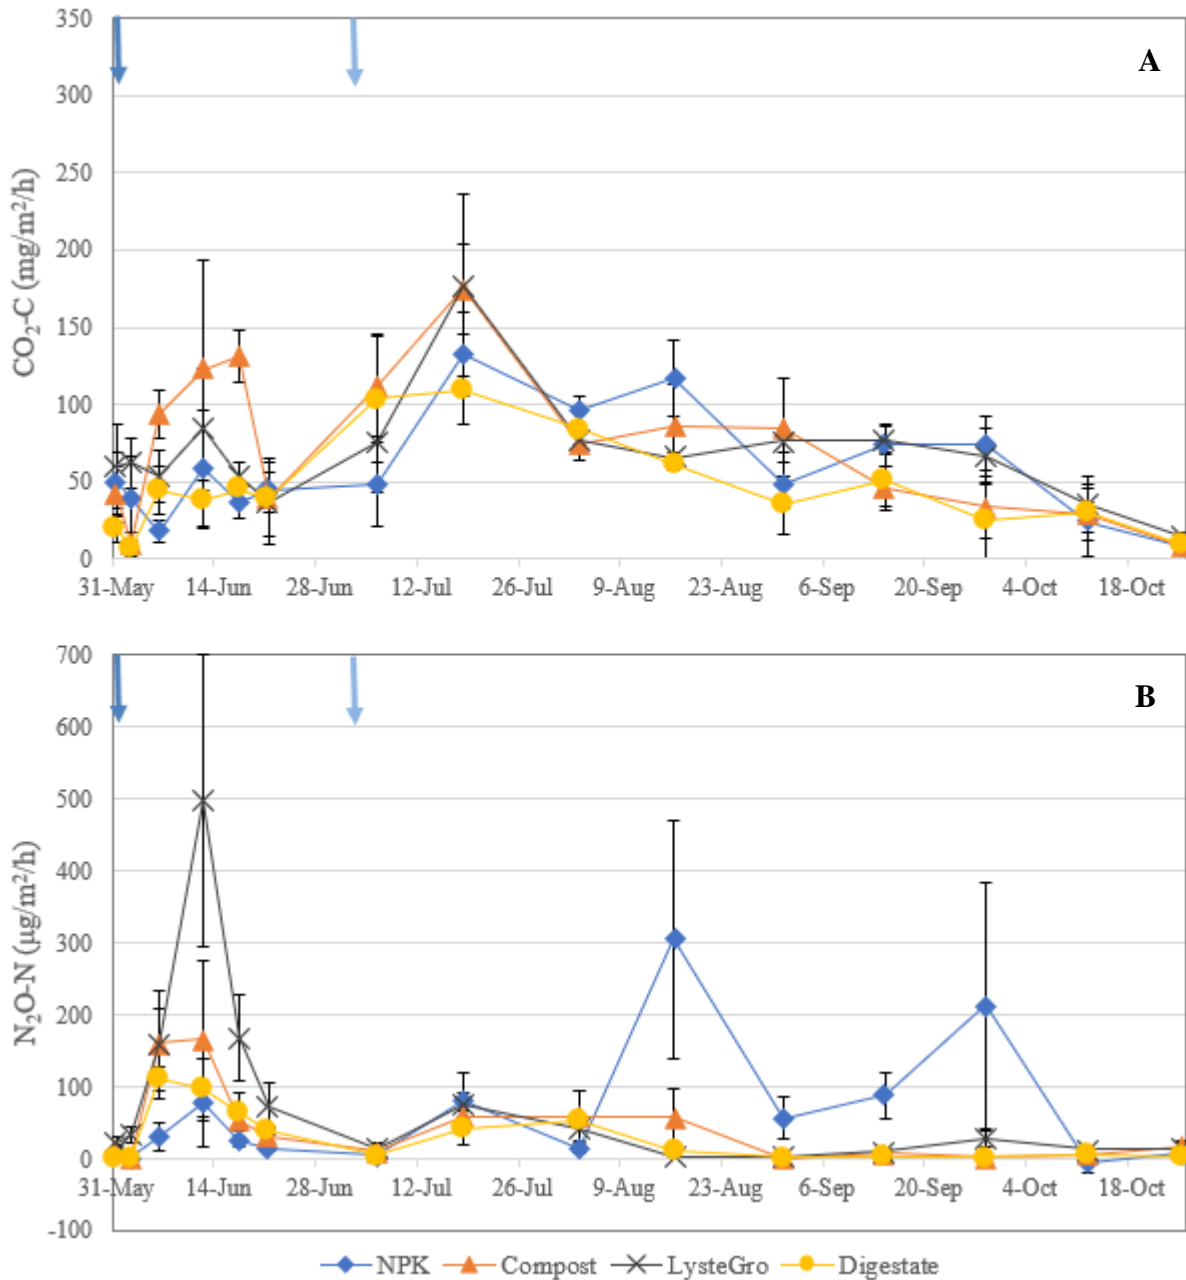 A
CO₂-C (mg/m²/h)
350
300
250
200
150
100
50
0
31-May 14-Jun 28-Jun 12-Jul 26-Jul 9-Aug 23-Aug 6-Sep 20-Sep 4-Oct 18-Oct
B
N₂O-N (µg/m²/h)
700
600
500
400
300
200
100
0
-100
31-May 14-Jun 28-Jun 12-Jul 26-Jul 9-Aug 23-Aug 6-Sep 20-Sep 4-Oct 18-Oct
NPK Compost LysteGro Digestate